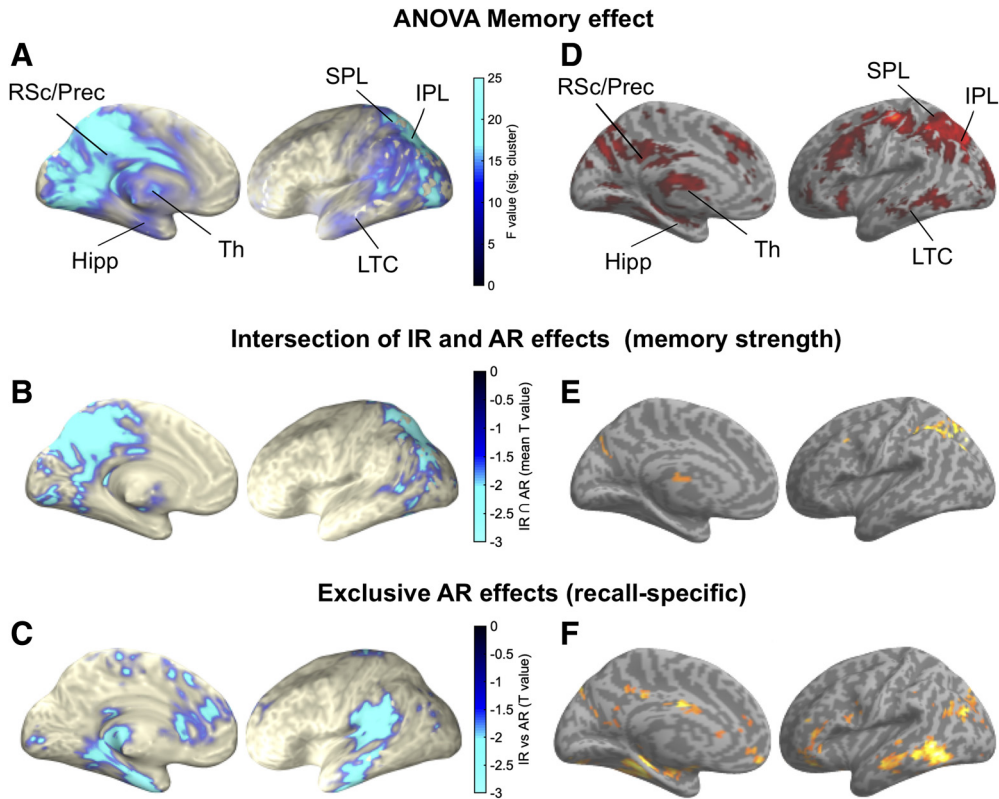 ANOVA Memory effect
A
RSc/Prec
SPL
IPL
Hipp
Th
LTC
25
20
15
10
5
0
F value (sig. cluster)
D
RSc/Prec
SPL
IPL
Hipp
Th
LTC
Intersection of IR and AR effects (memory strength)
B
0
-0.5
-1
-1.5
-2
-2.5
-3
IR ∩ AR (mean T value)
E
Exclusive AR effects (recall-specific)
C
0
-0.5
-1
-1.5
-2
-2.5
-3
IR vs AR (T value)
F